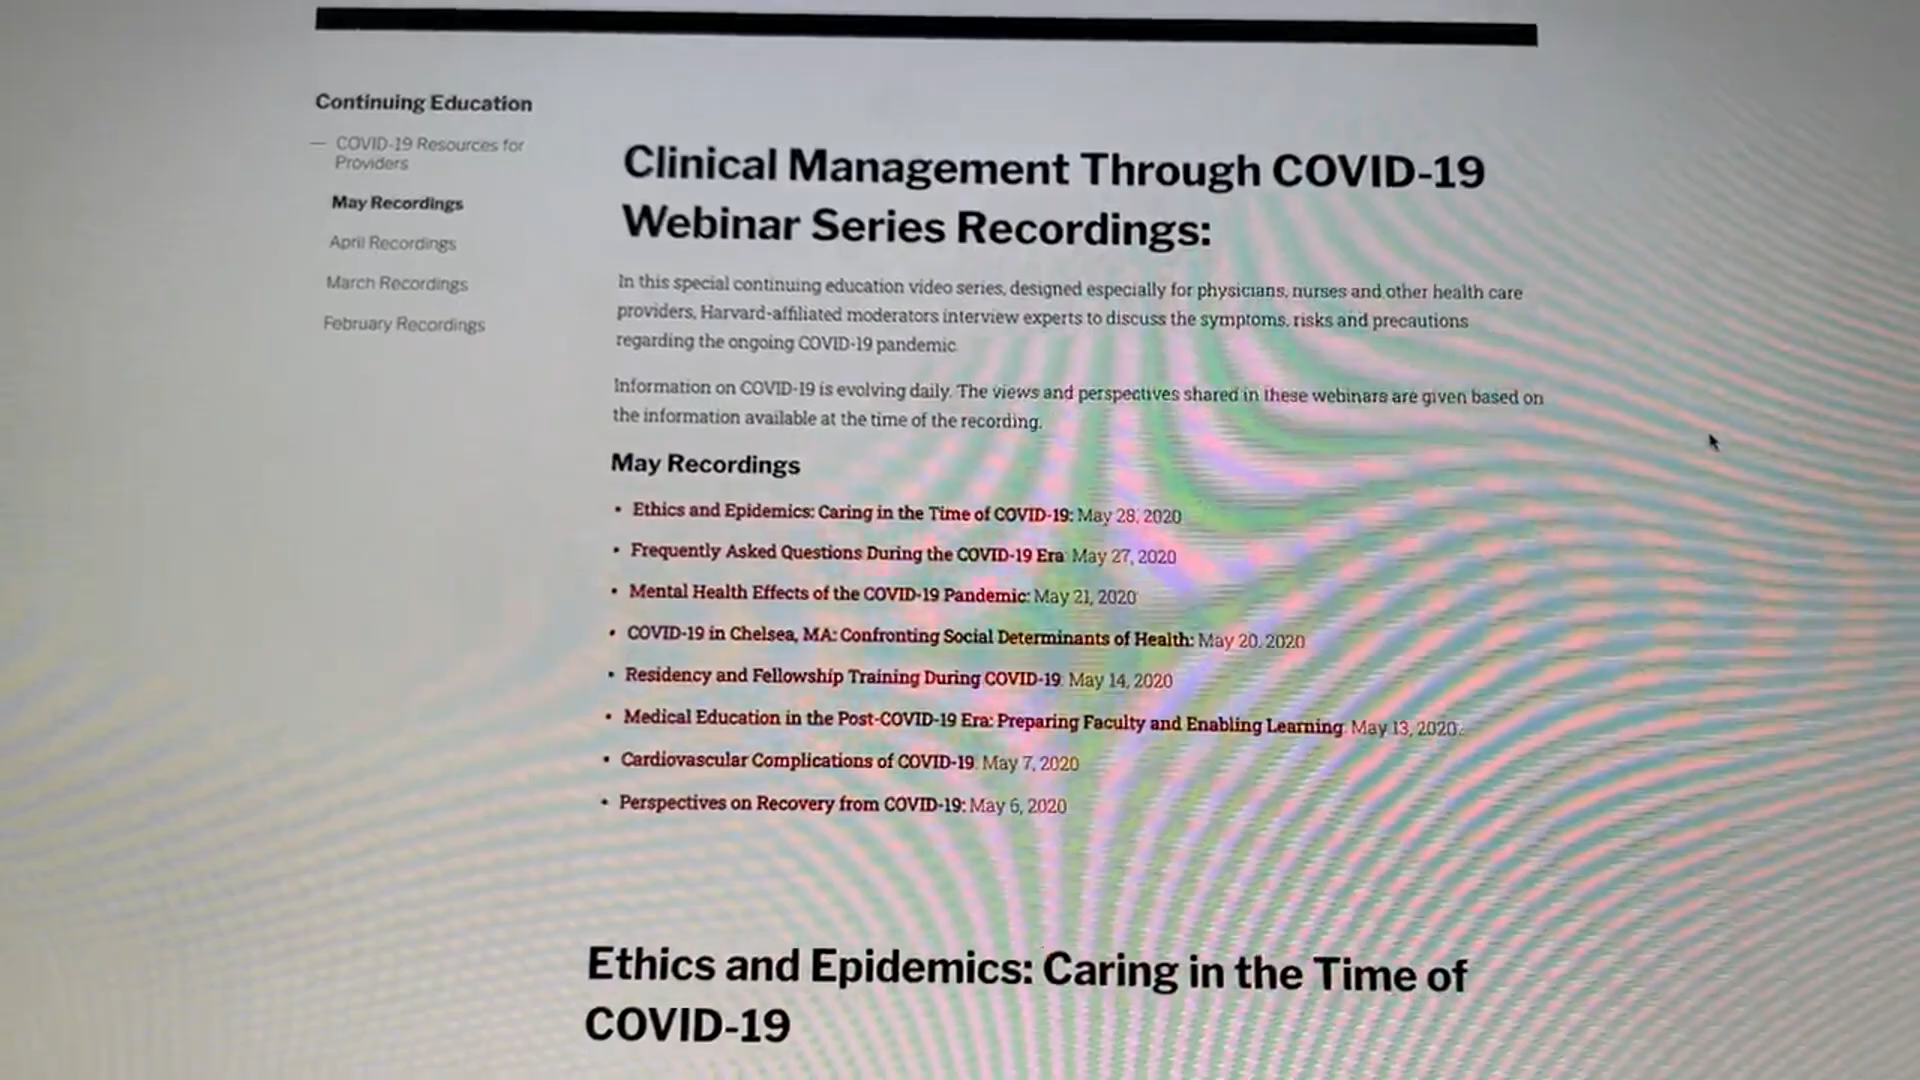 Continuing Education
— COVID-19 Resources for
Providers
May Recordings
April Recordings
March Recordings
February Recordings
Clinical Management Through COVID-19
Webinar Series Recordings:
In this special continuing education video series, designed especially for physicians, nurses and other health care
providers, Harvard-affiliated moderators interview experts to discuss the symptoms, risks and precautions
regarding the ongoing COVID-19 pandemic.
Information on COVID-19 is evolving daily. The views and perspectives shared in these webinars are given based on
the information available at the time of the recording.
May Recordings
• Ethics and Epidemics: Caring in the Time of COVID-19: May 28, 2020
• Frequently Asked Questions During the COVID-19 Era: May 27, 2020
• Mental Health Effects of the COVID-19 Pandemic: May 21, 2020
• COVID-19 in Chelsea, MA: Confronting Social Determinants of Health: May 20, 2020
• Residency and Fellowship Training During COVID-19: May 14, 2020
• Medical Education in the Post-COVID-19 Era: Preparing Faculty and Enabling Learning: May 13, 2020
• Cardiovascular Complications of COVID-19: May 7, 2020
• Perspectives on Recovery from COVID-19: May 6, 2020
Ethics and Epidemics: Caring in the Time of
COVID-19